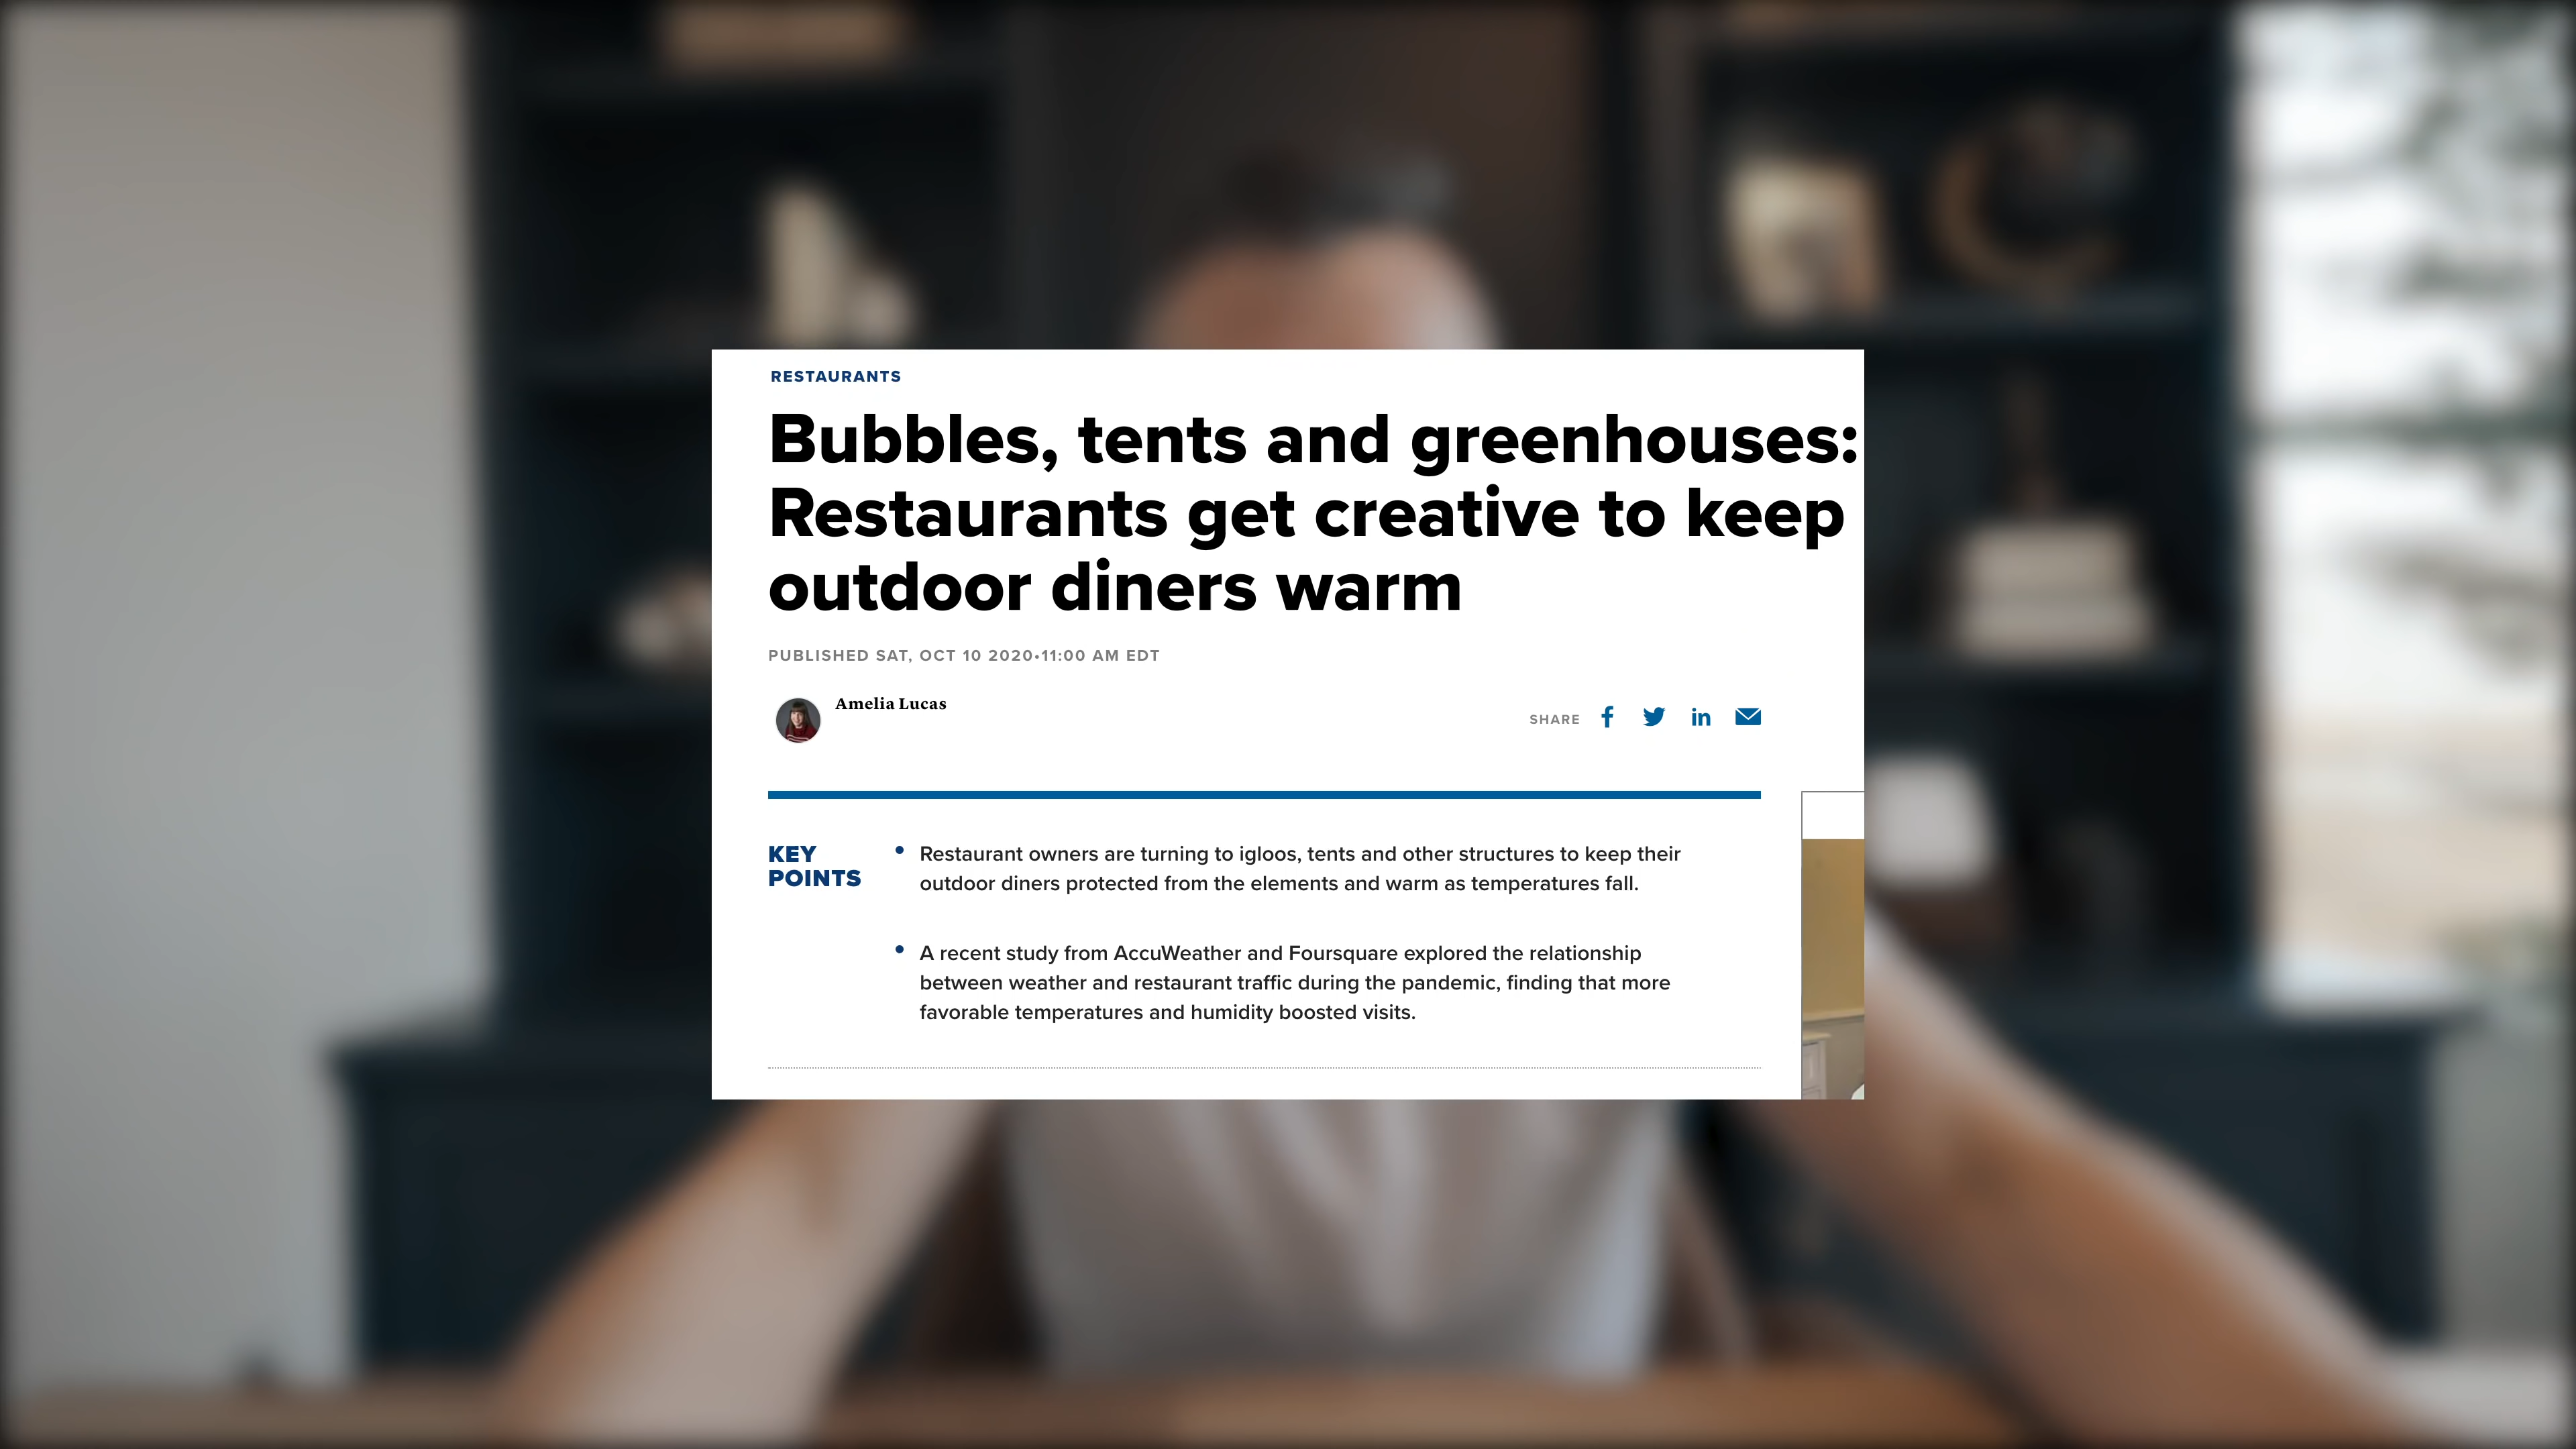 RESTAURANTS
Bubbles, tents and greenhouses:
Restaurants get creative to keep
outdoor diners warm
PUBLISHED SAT, OCT 10 2020•11:00 AM EDT
Amelia Lucas
SHARE
KEY
POINTS
• Restaurant owners are turning to igloos, tents and other structures to keep their
outdoor diners protected from the elements and warm as temperatures fall.
• A recent study from AccuWeather and Foursquare explored the relationship
between weather and restaurant traffic during the pandemic, finding that more
favorable temperatures and humidity boosted visits.